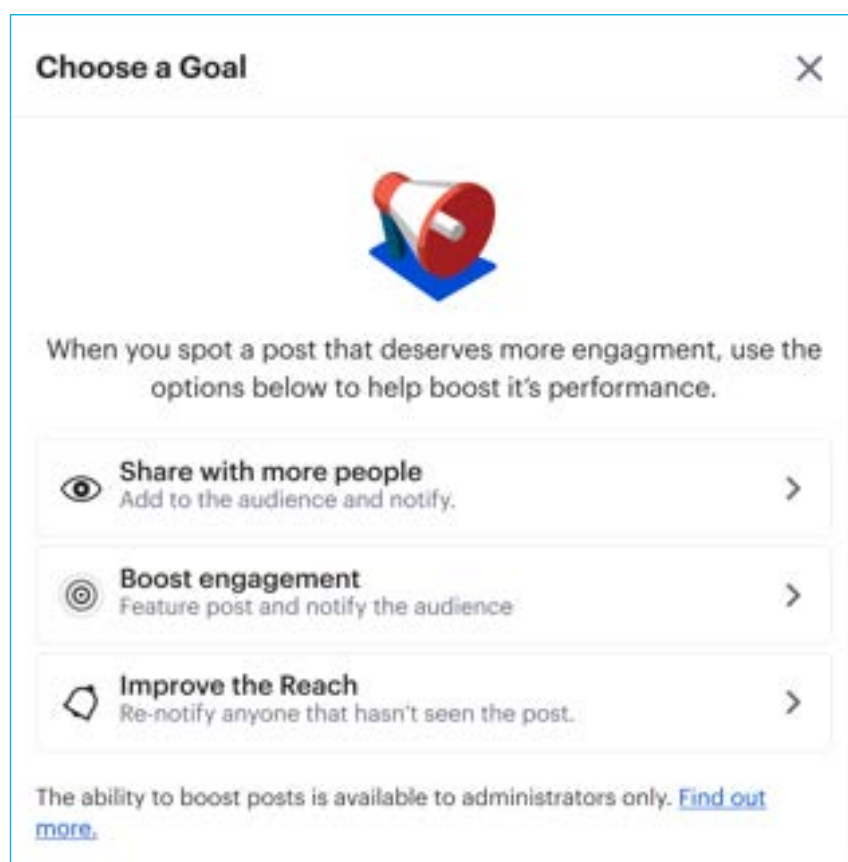 Choose a Goal
When you spot a post that deserves more engagment, use the
options below to help boost it's performance.
Share with more people
Add to the audience and notify.
Boost engagement
Feature post and notify the audience
Improve the Reach
Re-notify anyone that hasn't seen the post.
The ability to boost posts is available to administrators only. Find out
more.